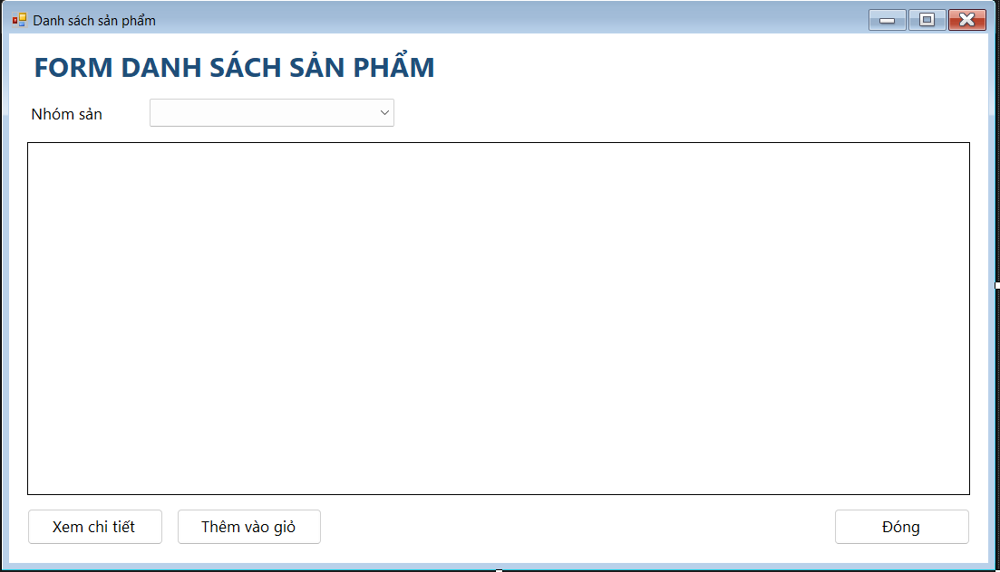 Danh sách sản phẩm
FORM DANH SÁCH SẢN PHẨM
Nhóm sản
Xem chi tiết
Thêm vào giỏ
Đóng